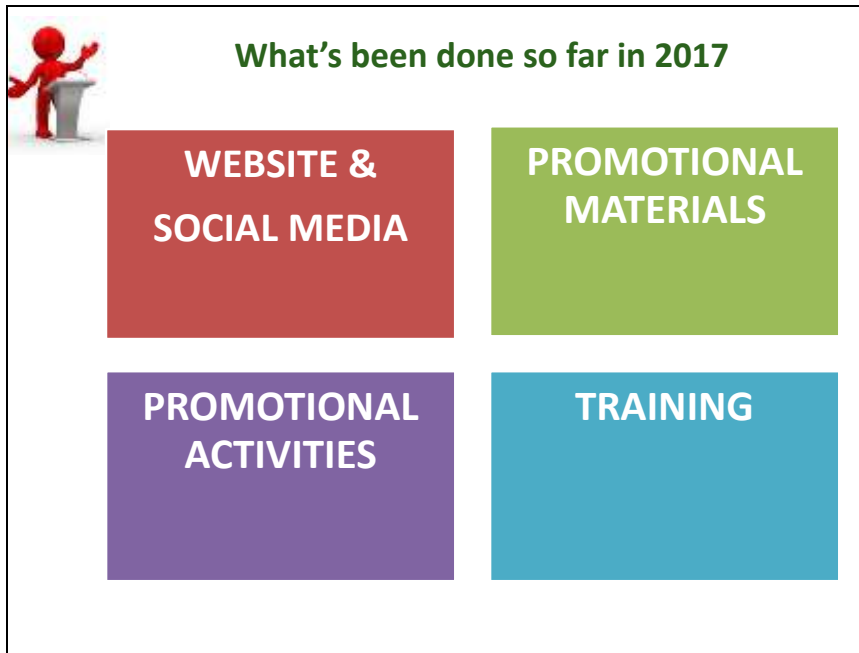 What’s been done so far in 2017
WEBSITE &
SOCIAL MEDIA
PROMOTIONAL
MATERIALS
PROMOTIONAL
ACTIVITIES
TRAINING